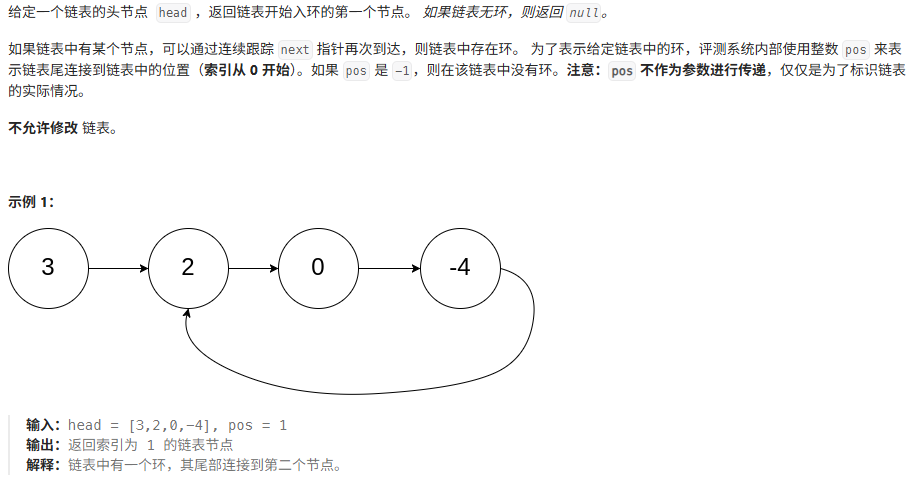 给定一个链表的头节点 head ，返回链表开始入环的第一个节点。 如果链表无环，则返回 null。
如果链表中有某个节点，可以通过连续跟踪 next 指针再次到达，则链表中存在环。 为了表示给定链表中的环，评测系统内部使用整数 pos 来表
示链表尾连接到链表中的位置（索引从 0 开始）。如果 pos 是 -1，则在该链表中没有环。注意：pos 不作为参数进行传递，仅仅是为了标识链表
的实际情况。
不允许修改 链表。
示例 1：
3 2 0 -4
输入：head = [3,2,0,-4], pos = 1
输出：返回索引为 1 的链表节点
解释：链表中有一个环，其尾部连接到第二个节点。